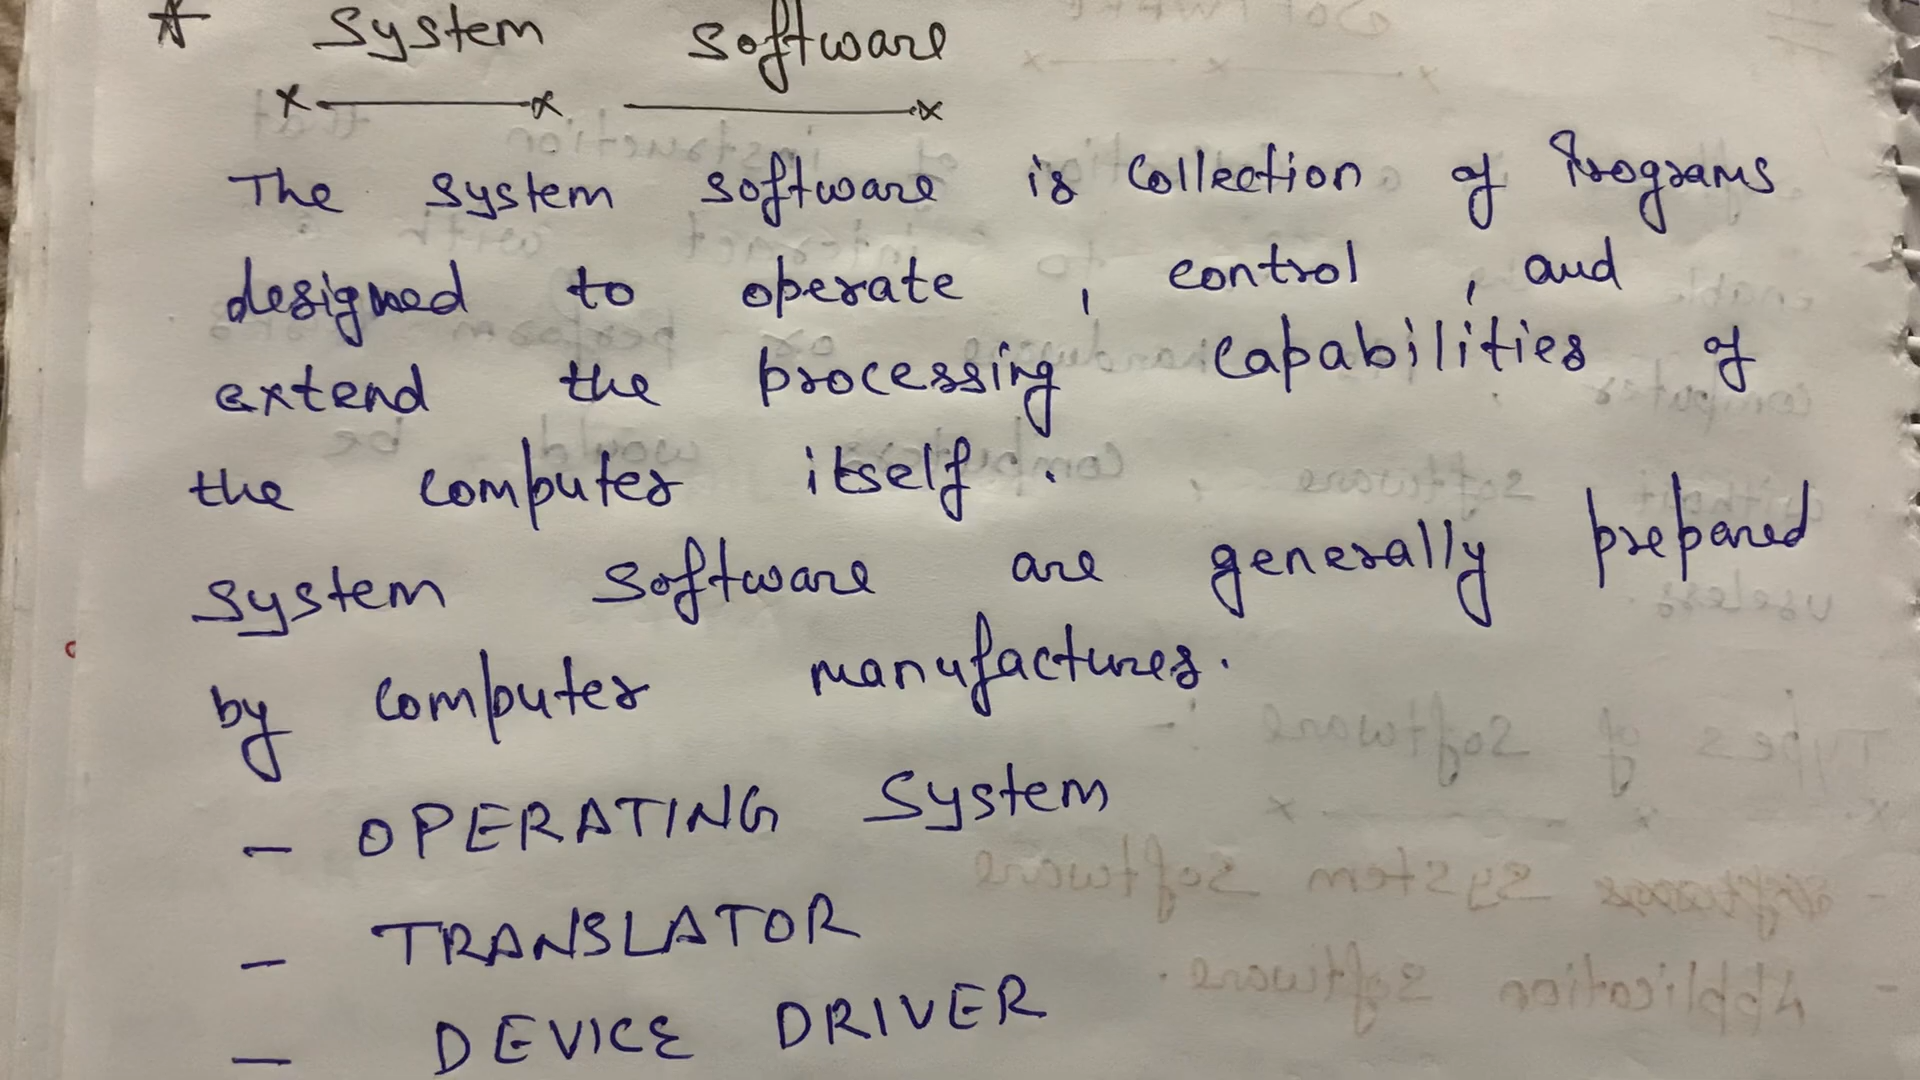 ★ System Software
The System Software is Collection of Programs
designed to operate, control, and
extend the processing capabilities of
the computer itself.
System Software are generally prepared
by computer manufactures.
- OPERATING System
- TRANSLATOR
- DEVICE DRIVER